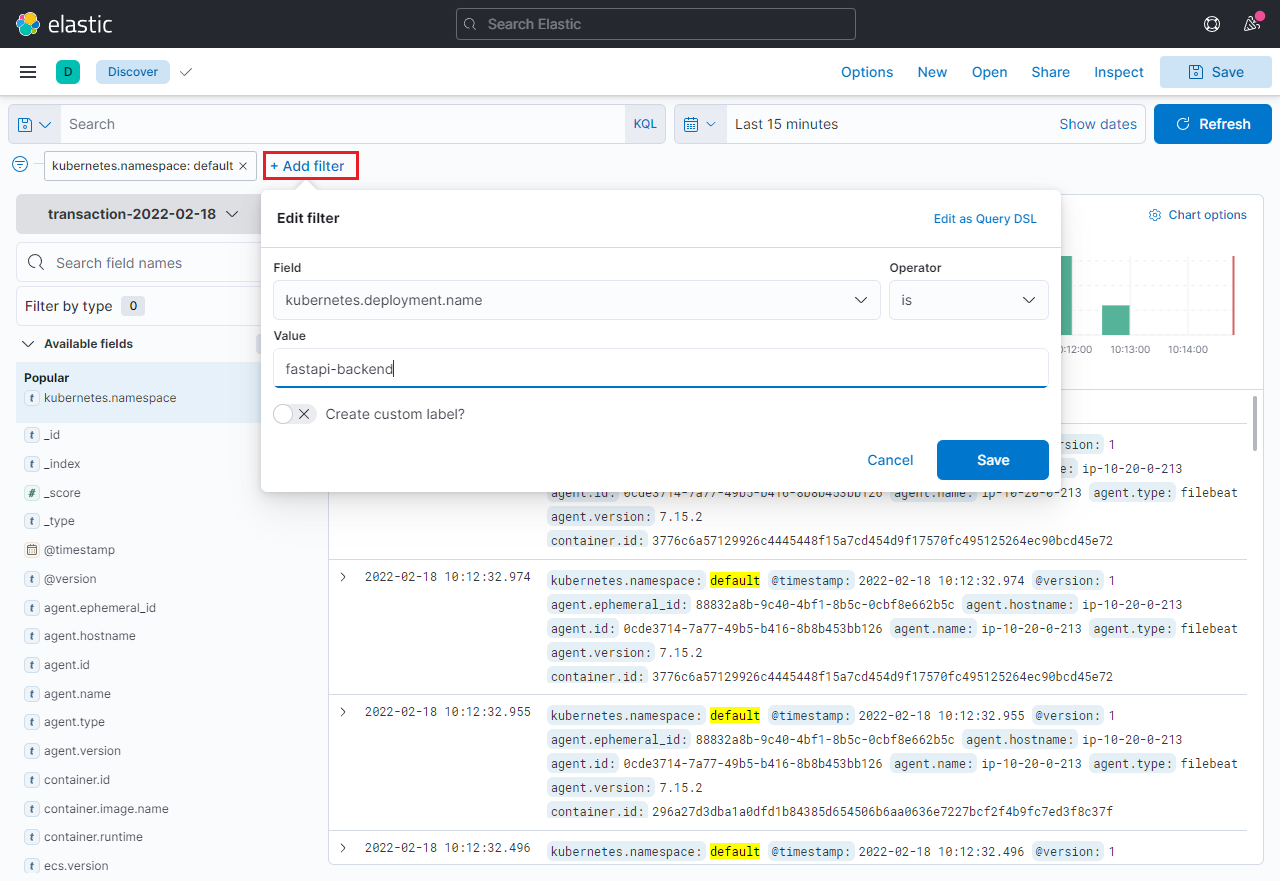 elastic
Search Elastic
D
Discover
Options
New
Open
Share
Inspect
Save
Search
KQL
Last 15 minutes
Show dates
Refresh
kubernetes.namespace: default ×
+ Add filter
transaction-2022-02-18
Chart options
Search field names
Filter by type 0
Available fields
Popular
t kubernetes.namespace
t _id
t _index
# _score
t _type
@timestamp
t @version
t agent.ephemeral_id
t agent.hostname
t agent.id
t agent.name
t agent.type
t agent.version
t container.id
t container.image.name
t container.runtime
t ecs.version
Edit filter
Edit as Query DSL
Field
Operator
kubernetes.deployment.name
is
Value
fastapi-backend
Create custom label?
Cancel
Save
:12:00 10:13:00 10:14:00
rsion: 1
: ip-10-20-0-213
agent.id: 0cde3714-7a77-49b5-b416-8b8b453bb126 agent.name: ip-10-20-0-213 agent.type: filebeat
agent.version: 7.15.2
container.id: 3776c6a57129926c4445448f15a7cd454d9f17570fc495125264ec90bcd45e72
2022-02-18 10:12:32.974 kubernetes.namespace: default @timestamp: 2022-02-18 10:12:32.974 @version: 1
agent.ephemeral_id: 88832a8b-9c40-4bf1-8b5c-0cbf8e662b5c agent.hostname: ip-10-20-0-213
agent.id: 0cde3714-7a77-49b5-b416-8b8b453bb126 agent.name: ip-10-20-0-213 agent.type: filebeat
agent.version: 7.15.2
container.id: 3776c6a57129926c4445448f15a7cd454d9f17570fc495125264ec90bcd45e72
2022-02-18 10:12:32.955 kubernetes.namespace: default @timestamp: 2022-02-18 10:12:32.955 @version: 1
agent.ephemeral_id: 88832a8b-9c40-4bf1-8b5c-0cbf8e662b5c agent.hostname: ip-10-20-0-213
agent.id: 0cde3714-7a77-49b5-b416-8b8b453bb126 agent.name: ip-10-20-0-213 agent.type: filebeat
agent.version: 7.15.2
container.id: 296a27d3dba1a0dfd1b84385d654506b6aa0636e7227bcf2f4b9fc7ed3f8c37f
2022-02-18 10:12:32.496 kubernetes.namespace: default @timestamp: 2022-02-18 10:12:32.496 @version: 1